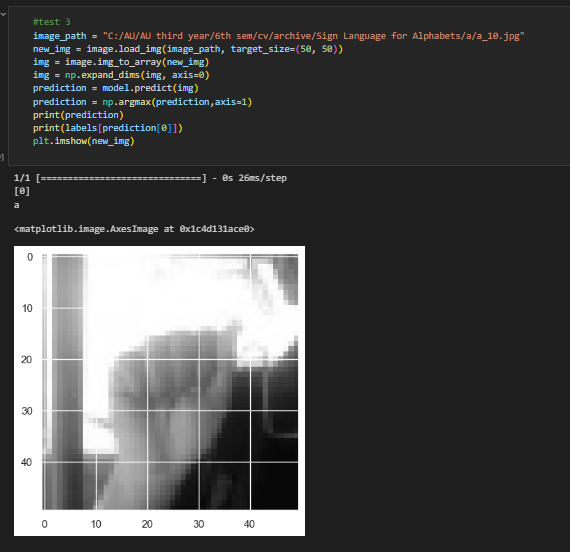 #test 3
image_path = "C:/AU/AU third year/6th sem/cv/archive/Sign Language for Alphabets/a/a_10.jpg"
new_img = image.load_img(image_path, target_size=(50, 50))
img = image.img_to_array(new_img)
img = np.expand_dims(img, axis=0)
prediction = model.predict(img)
prediction = np.argmax(prediction,axis=1)
print(prediction)
print(labels[prediction[0]])
plt.imshow(new_img)
1/1 [==============================] - 0s 26ms/step
[0]
a
<matplotlib.image.AxesImage at 0x1c4d131ace0>
0
10
20
30
40
0 10 20 30 40